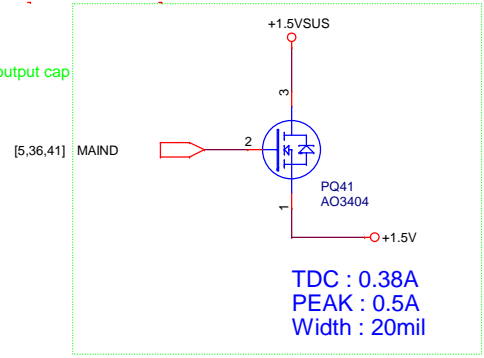 +1.5VSUS
output cap
3
[5,36,41] MAIND
2
PQ41
AO3404
1
+1.5V
TDC : 0.38A
PEAK : 0.5A
Width : 20mil